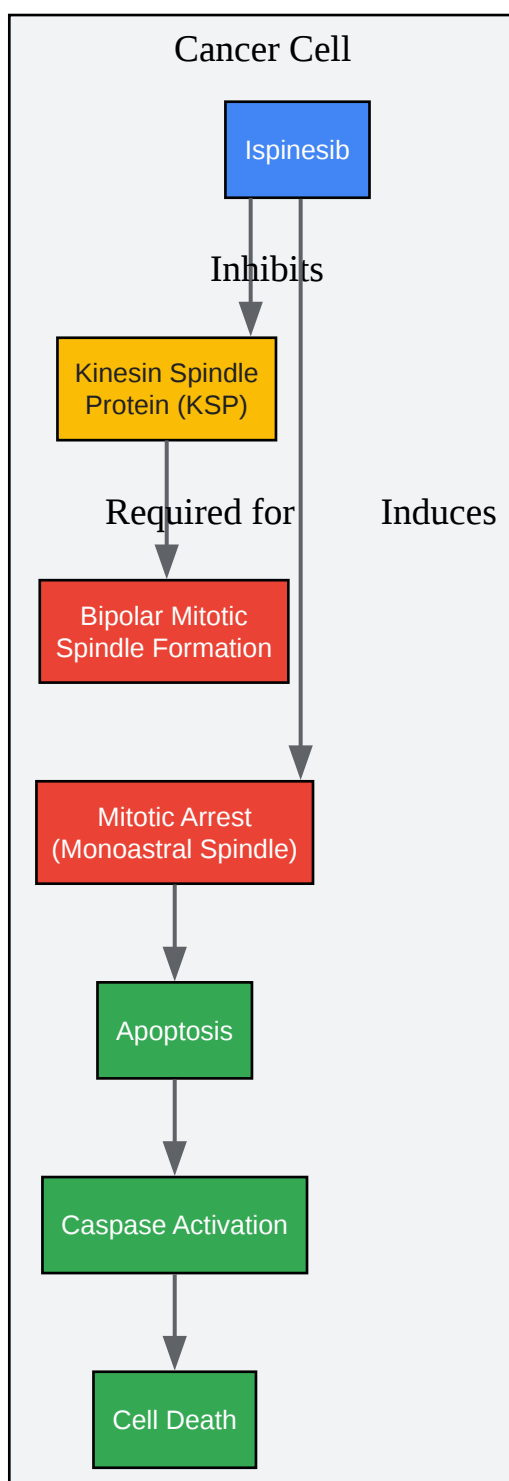 Cancer Cell
Ispinesib
Inhibits
Kinesin Spindle
Protein (KSP)
Required for
Induces
Bipolar Mitotic
Spindle Formation
Mitotic Arrest
(Monoastral Spindle)
Apoptosis
Caspase Activation
Cell Death